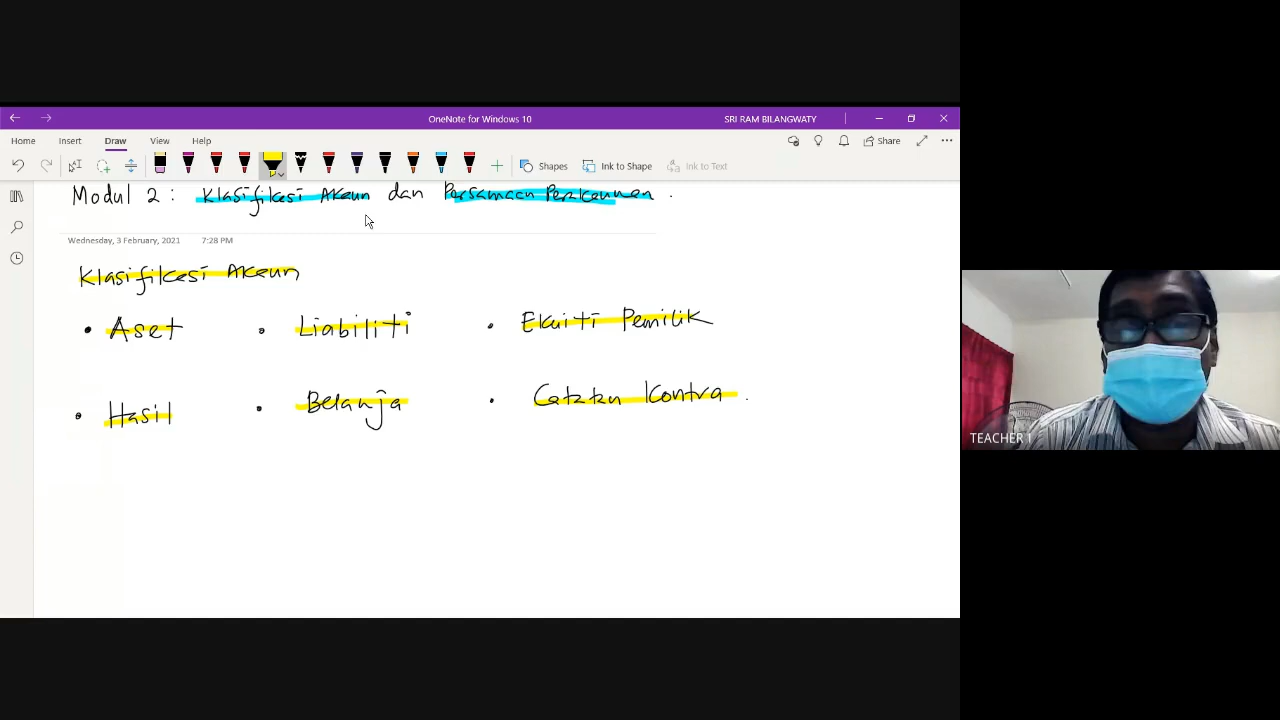 OneNote for Windows 10
SRI RAM BILANGWATY
Home Insert Draw View Help Share
Shapes Ink to Shape Ink to Text
Modul 2 : Klasifikasi Akaun dan Persamaan Perakaunan .
Wednesday, 3 February, 2021 7:28 PM
Klasifikasi Akaun
• Aset • Liabiliti • Ekuiti Pemilik
• Hasil • Belanja • Catatan Kontra .
TEACHER 1